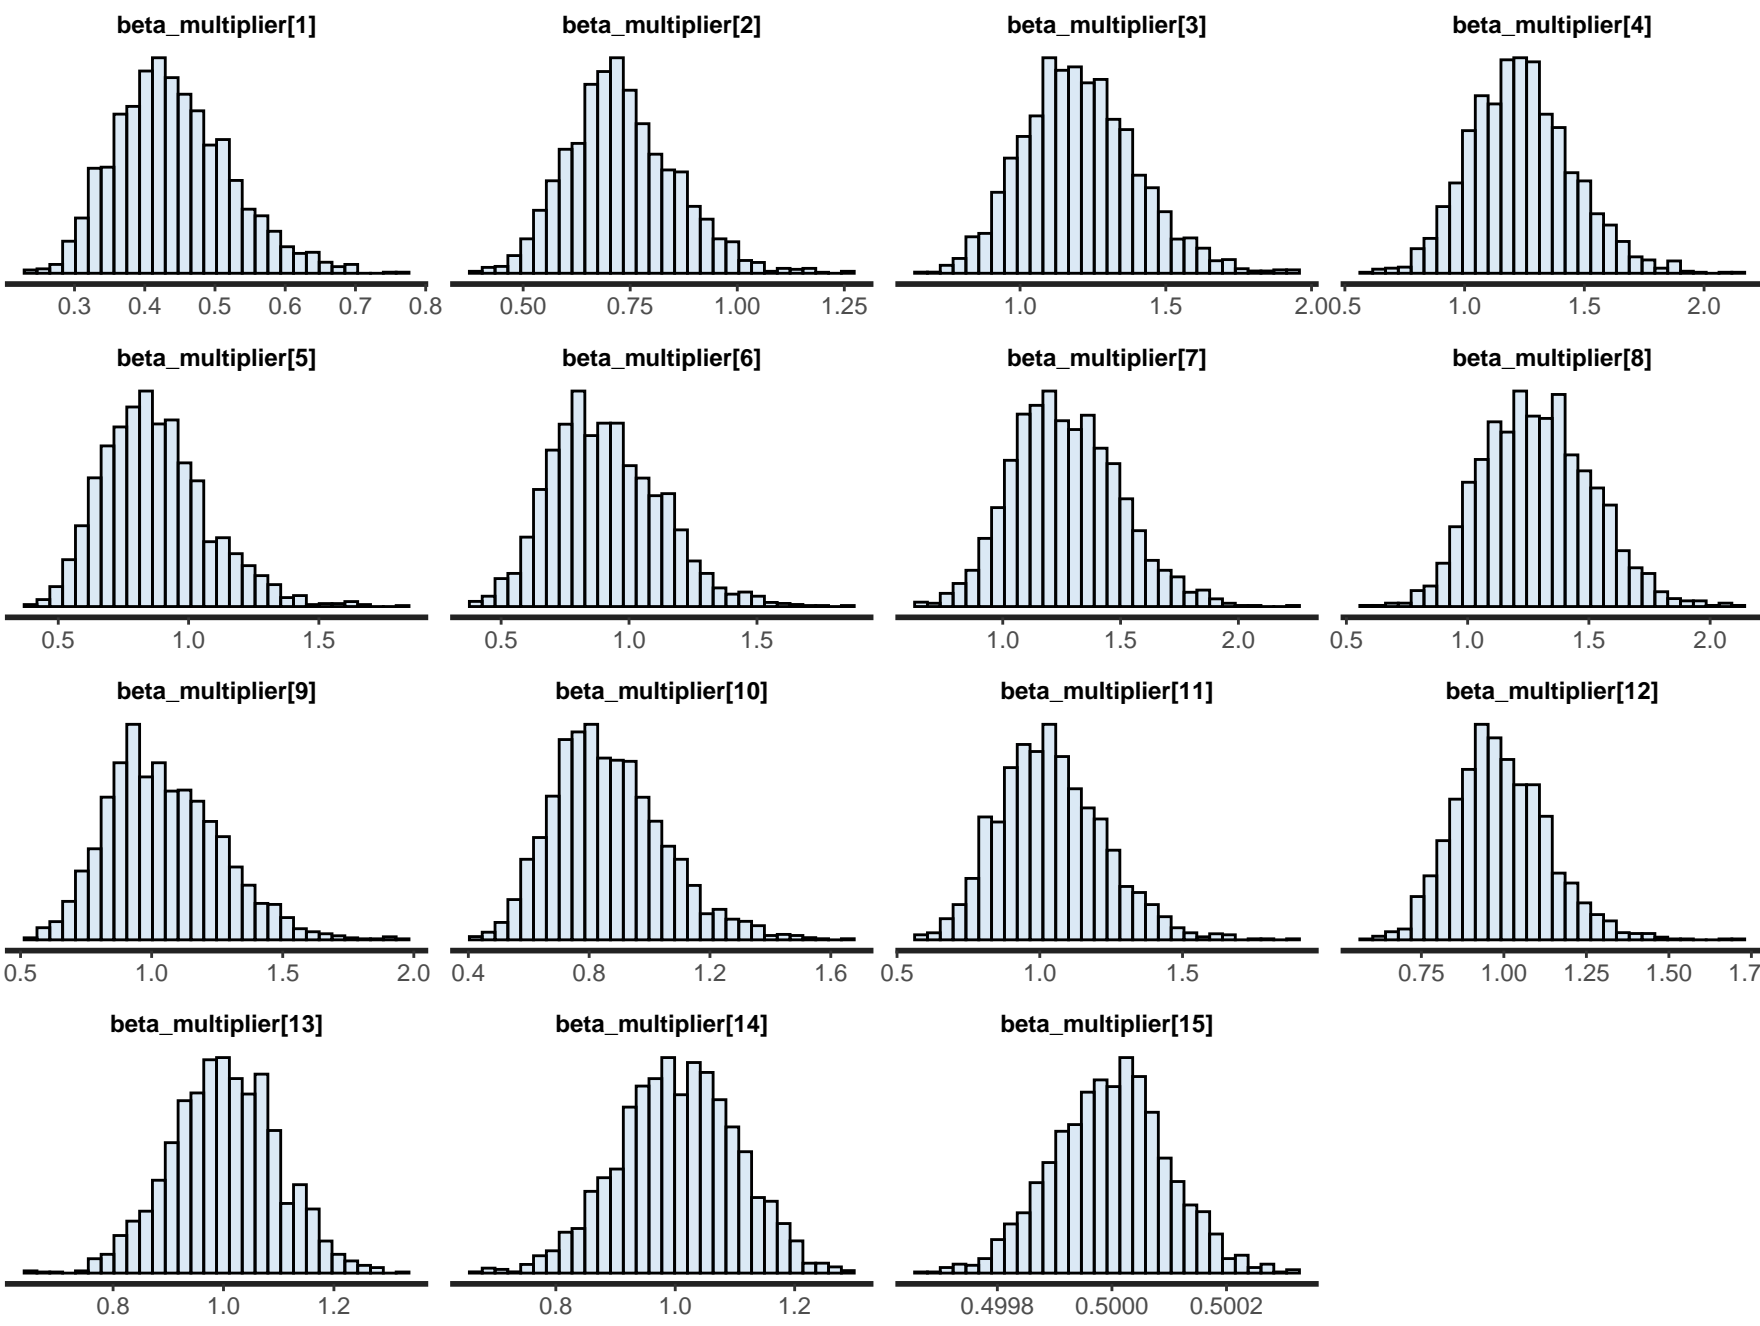 beta_multiplier[1] beta_multiplier[2] beta_multiplier[3] beta_multiplier[4]
0.3 0.4 0.5 0.6 0.7 0.8 0.50 0.75 1.00 1.25 1.0 1.5 2.0 0.5 1.0 1.5 2.0
beta_multiplier[5] beta_multiplier[6] beta_multiplier[7] beta_multiplier[8]
0.5 1.0 1.5 0.5 1.0 1.5 1.0 1.5 2.0 0.5 1.0 1.5 2.0
beta_multiplier[9] beta_multiplier[10] beta_multiplier[11] beta_multiplier[12]
0.5 1.0 1.5 2.0 0.4 0.8 1.2 1.6 0.5 1.0 1.5 0.75 1.00 1.25 1.50 1.7
beta_multiplier[13] beta_multiplier[14] beta_multiplier[15]
0.8 1.0 1.2 0.8 1.0 1.2 0.4998 0.5000 0.5002